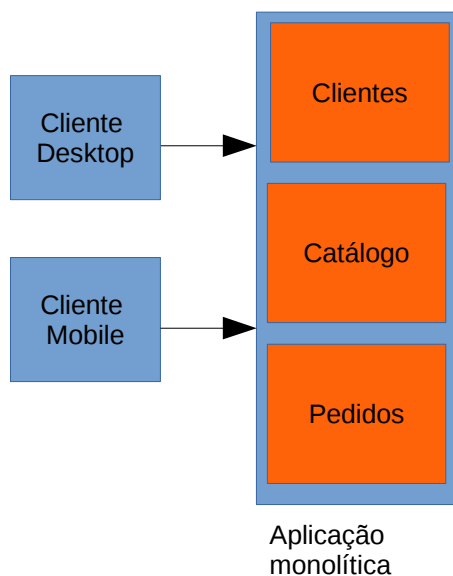 Clientes
Cliente
Desktop
Catálogo
Cliente
Mobile
Pedidos
Aplicação
monolítica